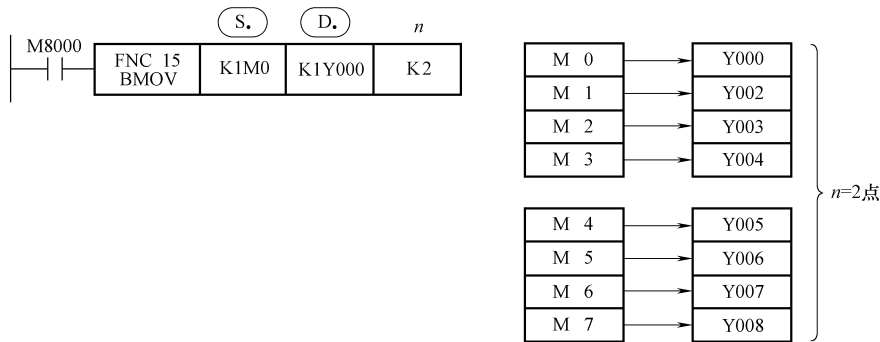 S. D. n
M8000
FNC 15 BMOV K1M0 K1Y000 K2
M 0 Y000
M 1 Y002
M 2 Y003
M 3 Y004
n=2点
M 4 Y005
M 5 Y006
M 6 Y007
M 7 Y008